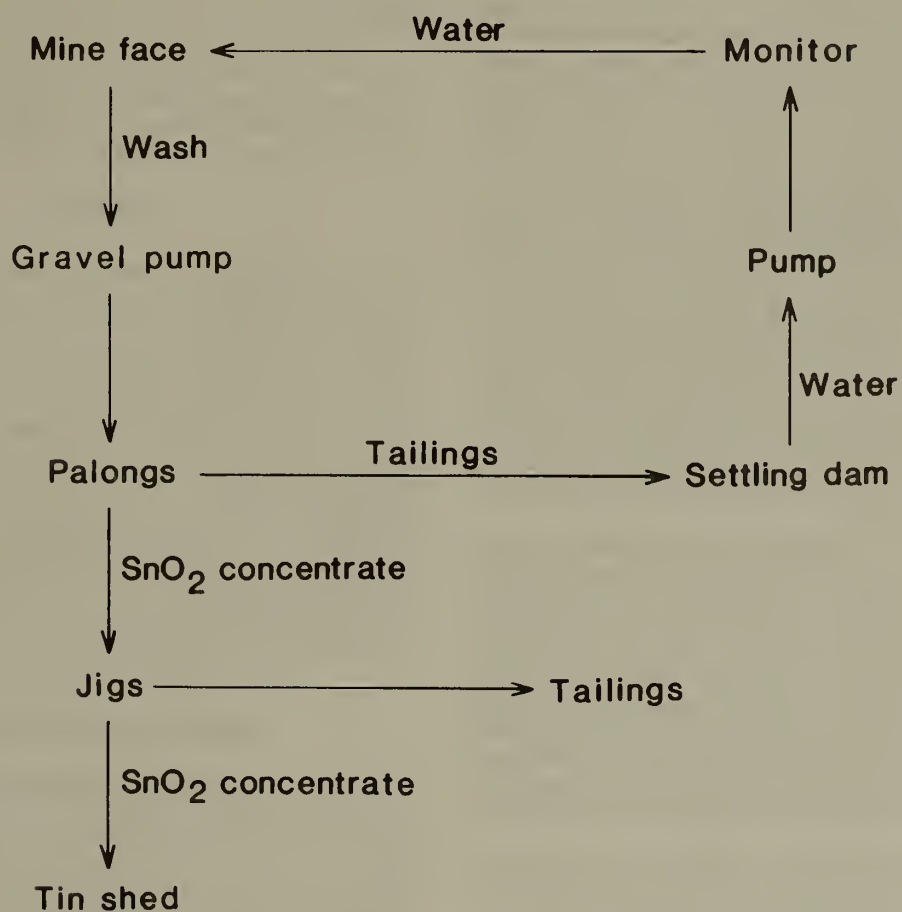 Water
Mine face
Monitor
Wash
Gravel pump
Pump
Water
Palongs
Tailings
Settling dam
SnO2 concentrate
Jigs
Tailings
SnO2 concentrate
Tin shed